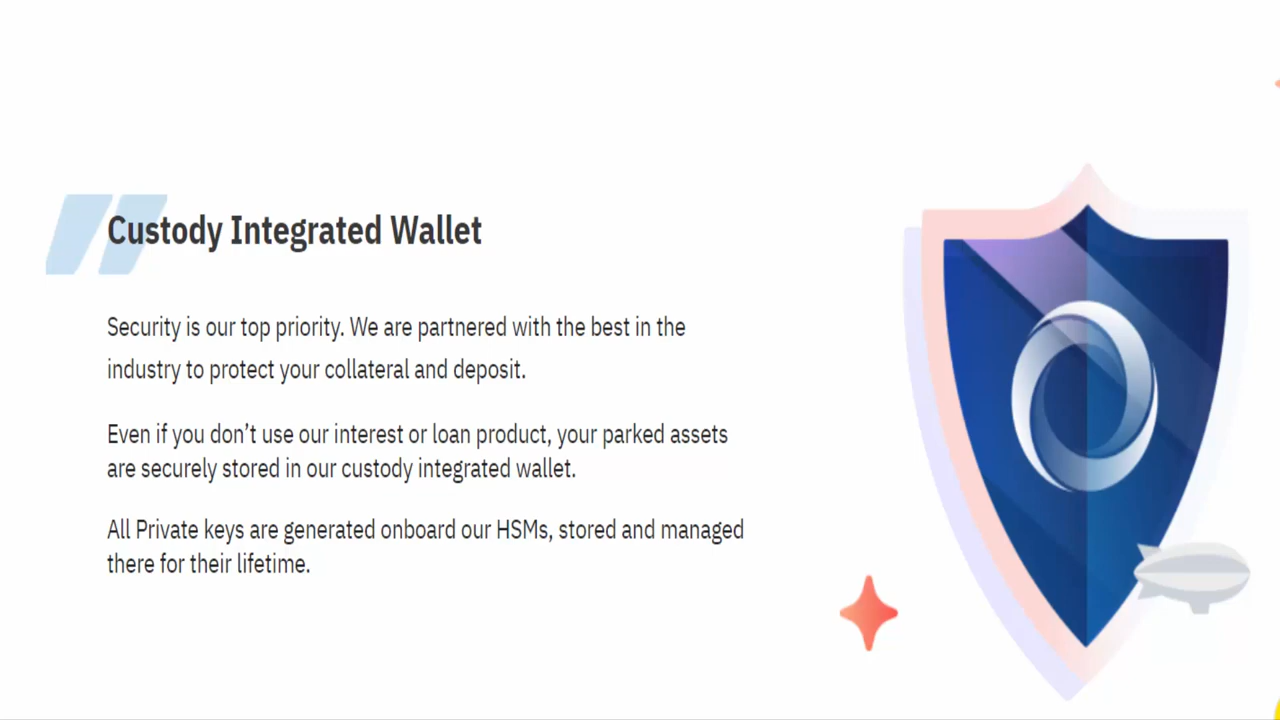 Custody Integrated Wallet
Security is our top priority. We are partnered with the best in the
industry to protect your collateral and deposit.
Even if you don’t use our interest or loan product, your parked assets
are securely stored in our custody integrated wallet.
All Private keys are generated onboard our HSMs, stored and managed
there for their lifetime.